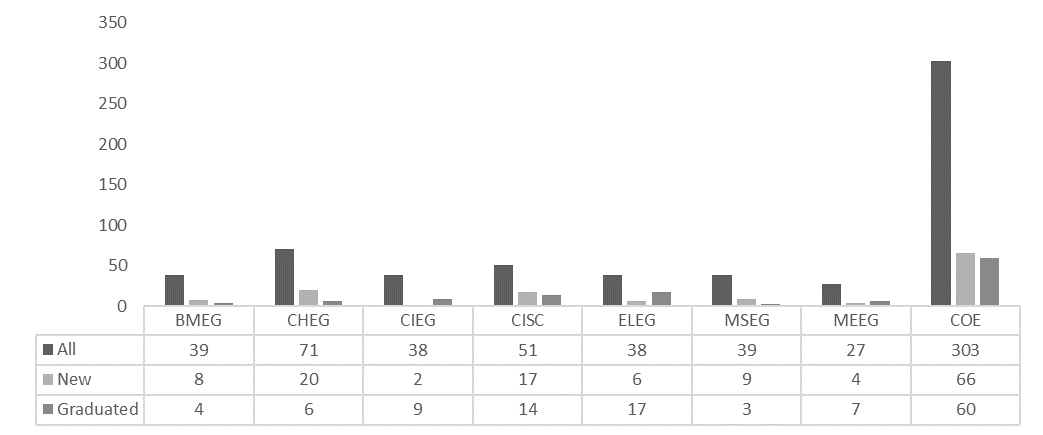 350
300
250
200
150
100
50
0
BMEG CHEG CIEG CISC ELEG MSEG MEEG COE
All 39 71 38 51 38 39 27 303
New 8 20 2 17 6 9 4 66
Graduated 4 6 9 14 17 3 7 60